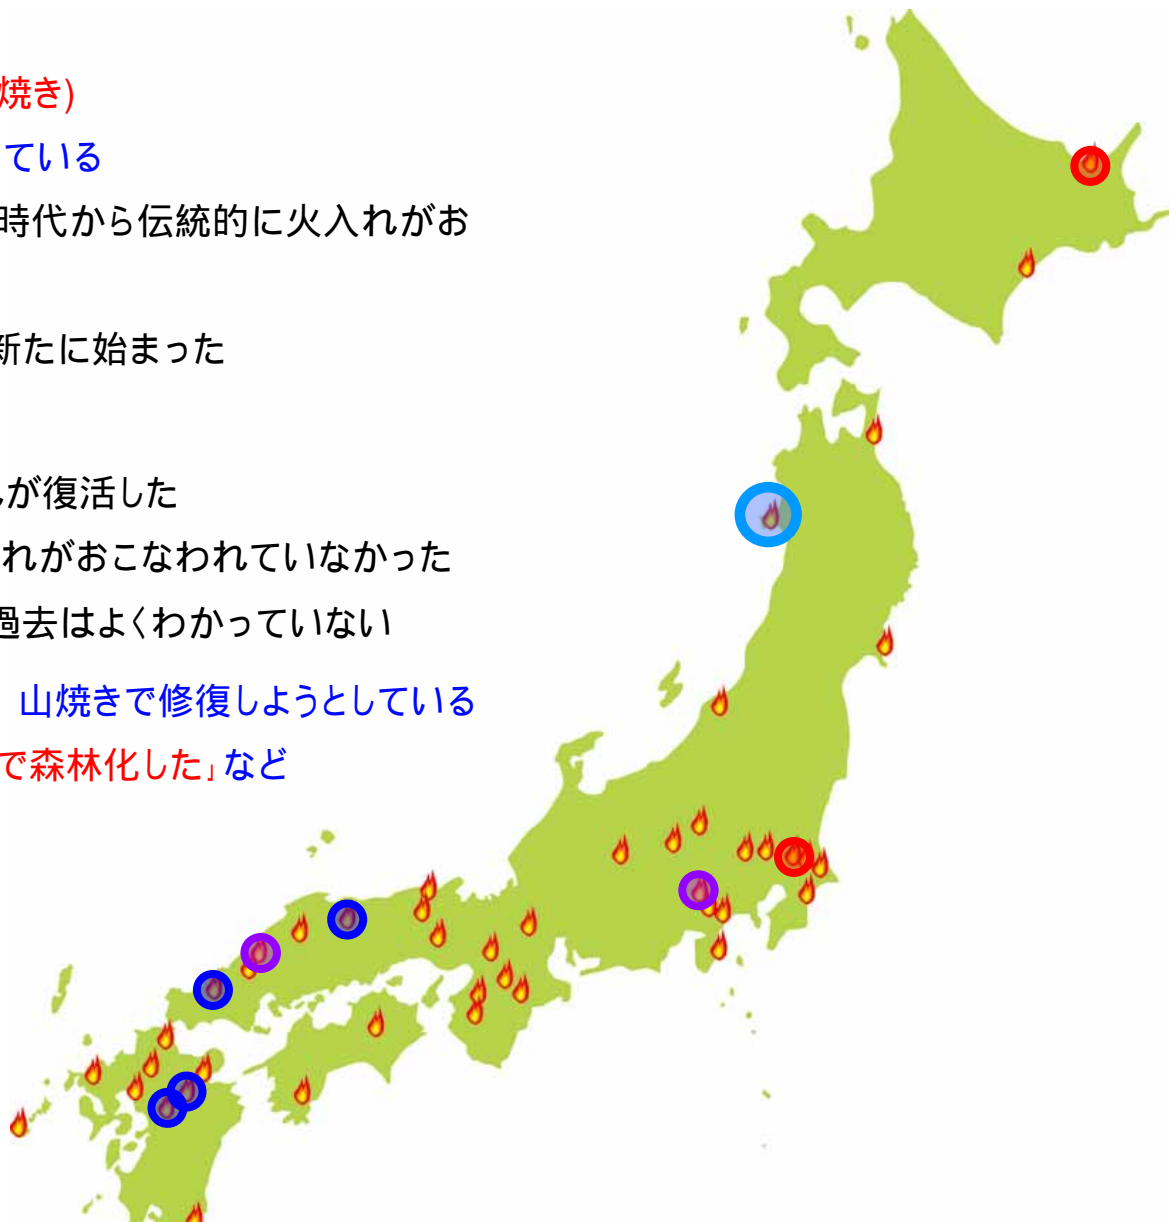 焼き)
ている
時代から伝統的に火入れがお
新たに始まった
が復活した
れがおこなわれていなかった
過去はよくわかっていない
山焼きで修復しようとしている
で森林化した」など